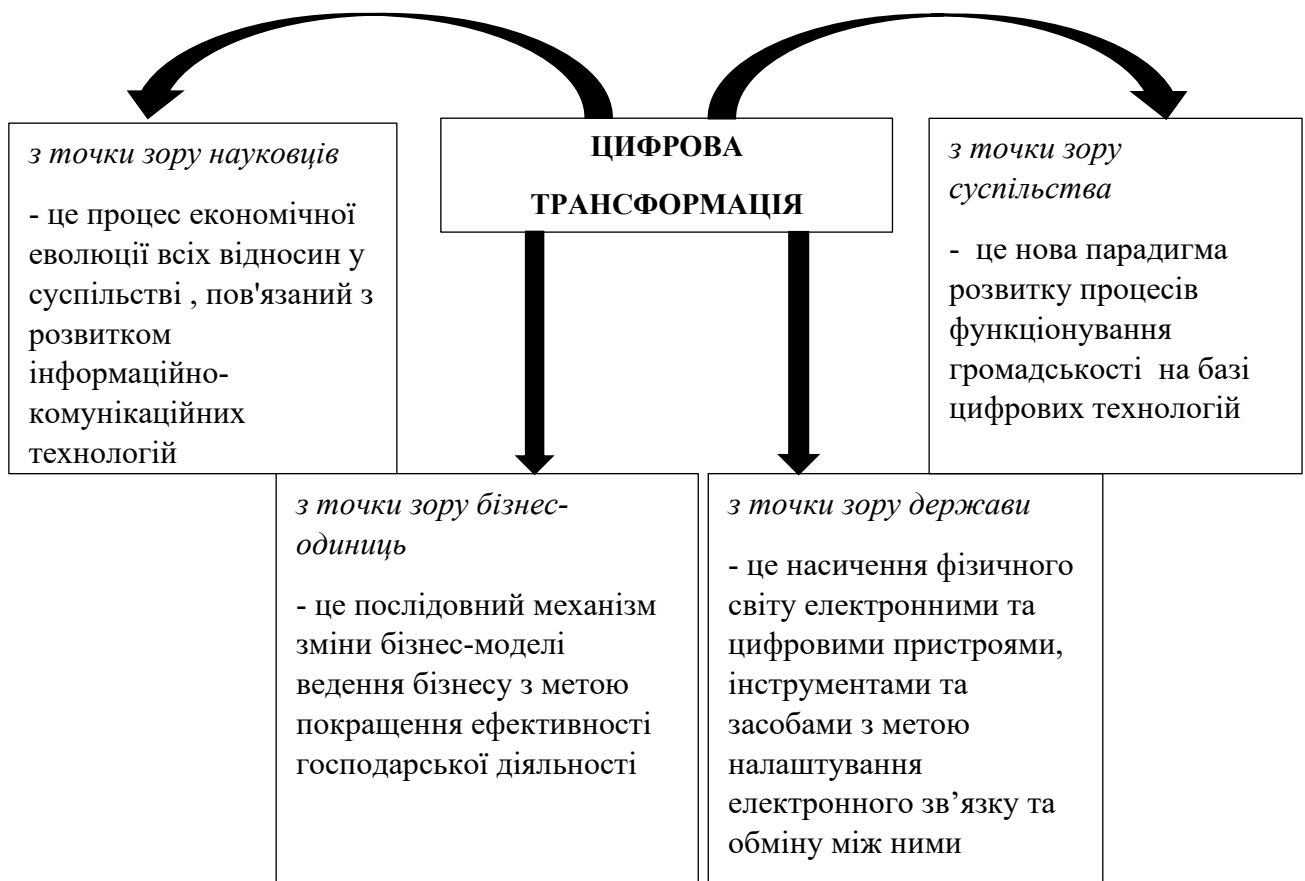 ЦИФРОВА
ТРАНСФОРМАЦІЯ
з точки зору науковців
- це процес економічної
еволюції всіх відносин у
суспільстві , пов'язаний з
розвитком
інформаційно-
комунікаційних
технологій
з точки зору
суспільства
- це нова парадигма
розвитку процесів
функціонування
громадськості на базі
цифрових технологій
з точки зору бізнес-
одиниць
- це послідовний механізм
зміни бізнес-моделі
ведення бізнесу з метою
покращення ефективності
господарської діяльності
з точки зору держави
- це насичення фізичного
світу електронними та
цифровими пристроями,
інструментами та
засобами з метою
налаштування
електронного зв’язку та
обміну між ними